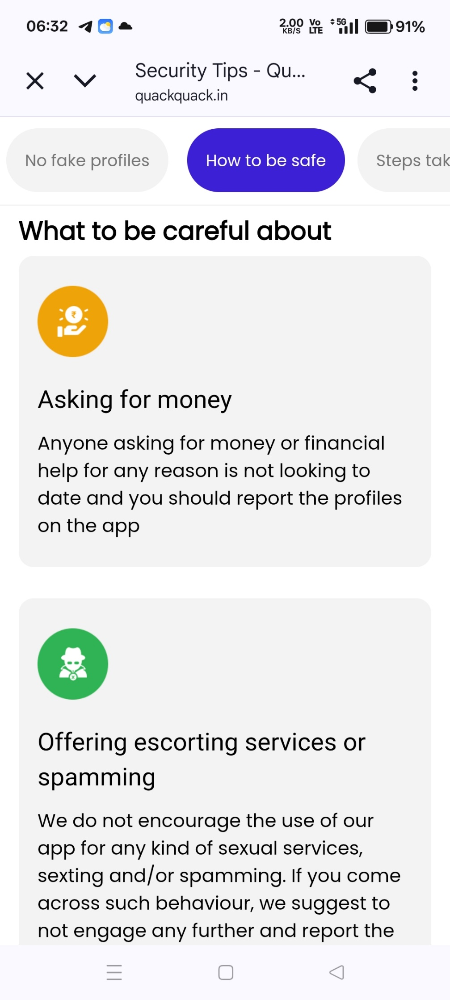 06:32
2.00 KB/S Vo LTE 5G 91%
Security Tips - Qu...
quackquack.in
No fake profiles
How to be safe
Steps tak
What to be careful about
₹
Asking for money
Anyone asking for money or financial
help for any reason is not looking to
date and you should report the profiles
on the app
x
Offering escorting services or
spamming
We do not encourage the use of our
app for any kind of sexual services,
sexting and/or spamming. If you come
across such behaviour, we suggest to
not engage any further and report the